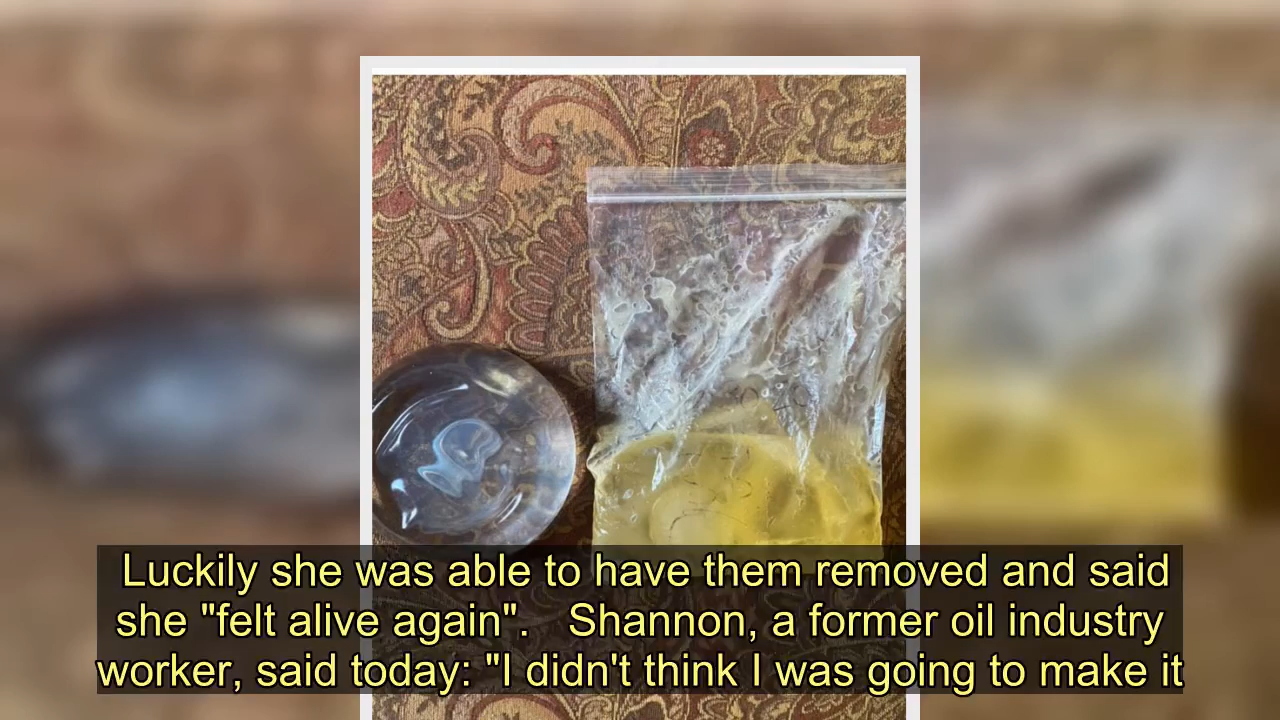 Luckily she was able to have them removed and said
she "felt alive again".   Shannon, a former oil industry
worker, said today: "I didn't think I was going to make it